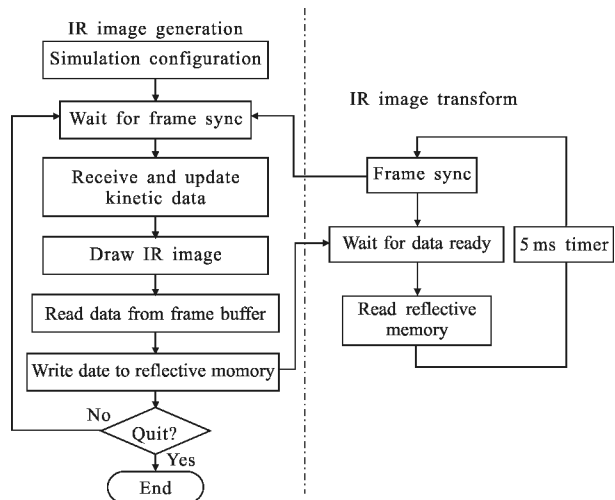 IR image generation
Simulation configuration
Wait for frame sync
Receive and update
kinetic data
Draw IR image
Read data from frame buffer
Write date to reflective momory
No
Quit?
Yes
End
IR image transform
Frame sync
Wait for data ready
5 ms timer
Read reflective
memory